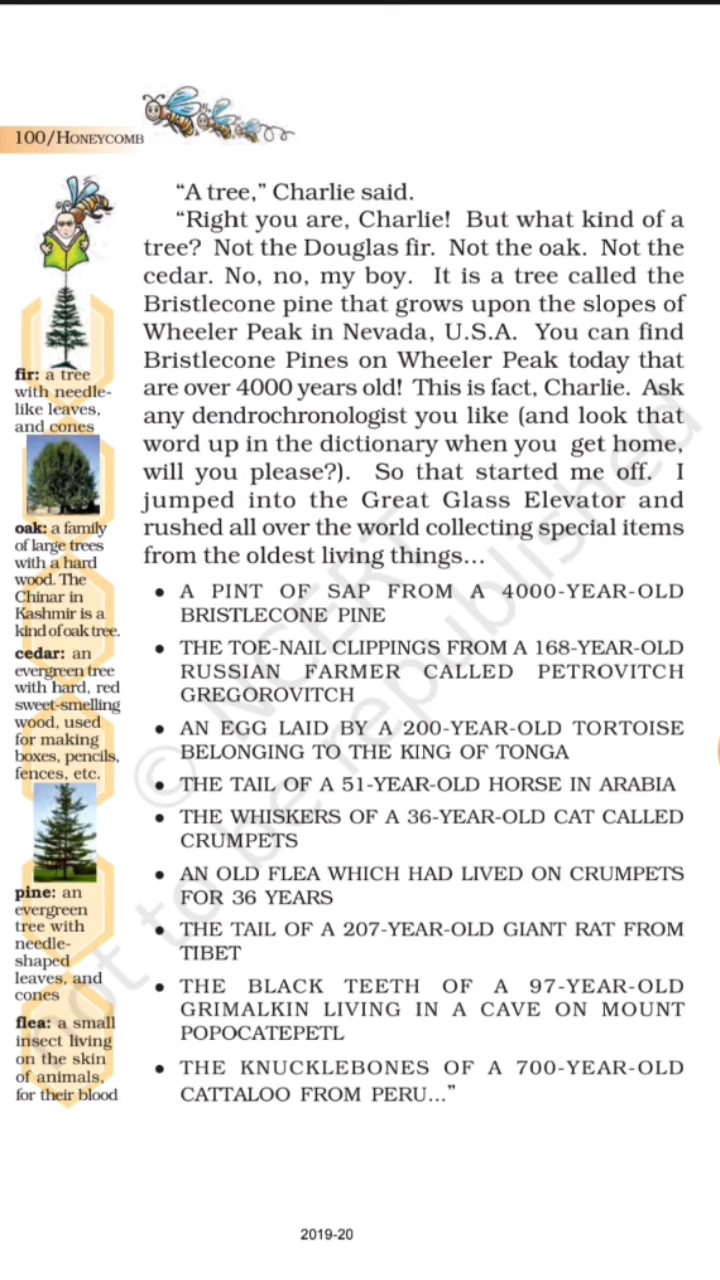 100/HONEYCOMB
“A tree,” Charlie said.
“Right you are, Charlie! But what kind of a
tree? Not the Douglas fir. Not the oak. Not the
cedar. No, no, my boy. It is a tree called the
Bristlecone pine that grows upon the slopes of
Wheeler Peak in Nevada, U.S.A. You can find
Bristlecone Pines on Wheeler Peak today that
are over 4000 years old! This is fact, Charlie. Ask
any dendrochronologist you like (and look that
word up in the dictionary when you get home,
will you please?). So that started me off. I
jumped into the Great Glass Elevator and
rushed all over the world collecting special items
from the oldest living things...
• A PINT OF SAP FROM A 4000-YEAR-OLD
BRISTLECONE PINE
• THE TOE-NAIL CLIPPINGS FROM A 168-YEAR-OLD
RUSSIAN FARMER CALLED PETROVITCH
GREGOROVITCH
• AN EGG LAID BY A 200-YEAR-OLD TORTOISE
BELONGING TO THE KING OF TONGA
• THE TAIL OF A 51-YEAR-OLD HORSE IN ARABIA
• THE WHISKERS OF A 36-YEAR-OLD CAT CALLED
CRUMPETS
• AN OLD FLEA WHICH HAD LIVED ON CRUMPETS
FOR 36 YEARS
• THE TAIL OF A 207-YEAR-OLD GIANT RAT FROM
TIBET
• THE BLACK TEETH OF A 97-YEAR-OLD
GRIMALKIN LIVING IN A CAVE ON MOUNT
POPOCATEPETL
• THE KNUCKLEBONES OF A 700-YEAR-OLD
CATTALOO FROM PERU...”
fir: a tree
with needle-
like leaves,
and cones
oak: a family
of large trees
with a hard
wood. The
Chinar in
Kashmir is a
kind of oak tree.
cedar: an
evergreen tree
with hard, red
sweet-smelling
wood, used
for making
boxes, pencils,
fences, etc.
pine: an
evergreen
tree with
needle-
shaped
leaves, and
cones
flea: a small
insect living
on the skin
of animals,
for their blood
© NCERT
not to be republished
2019-20